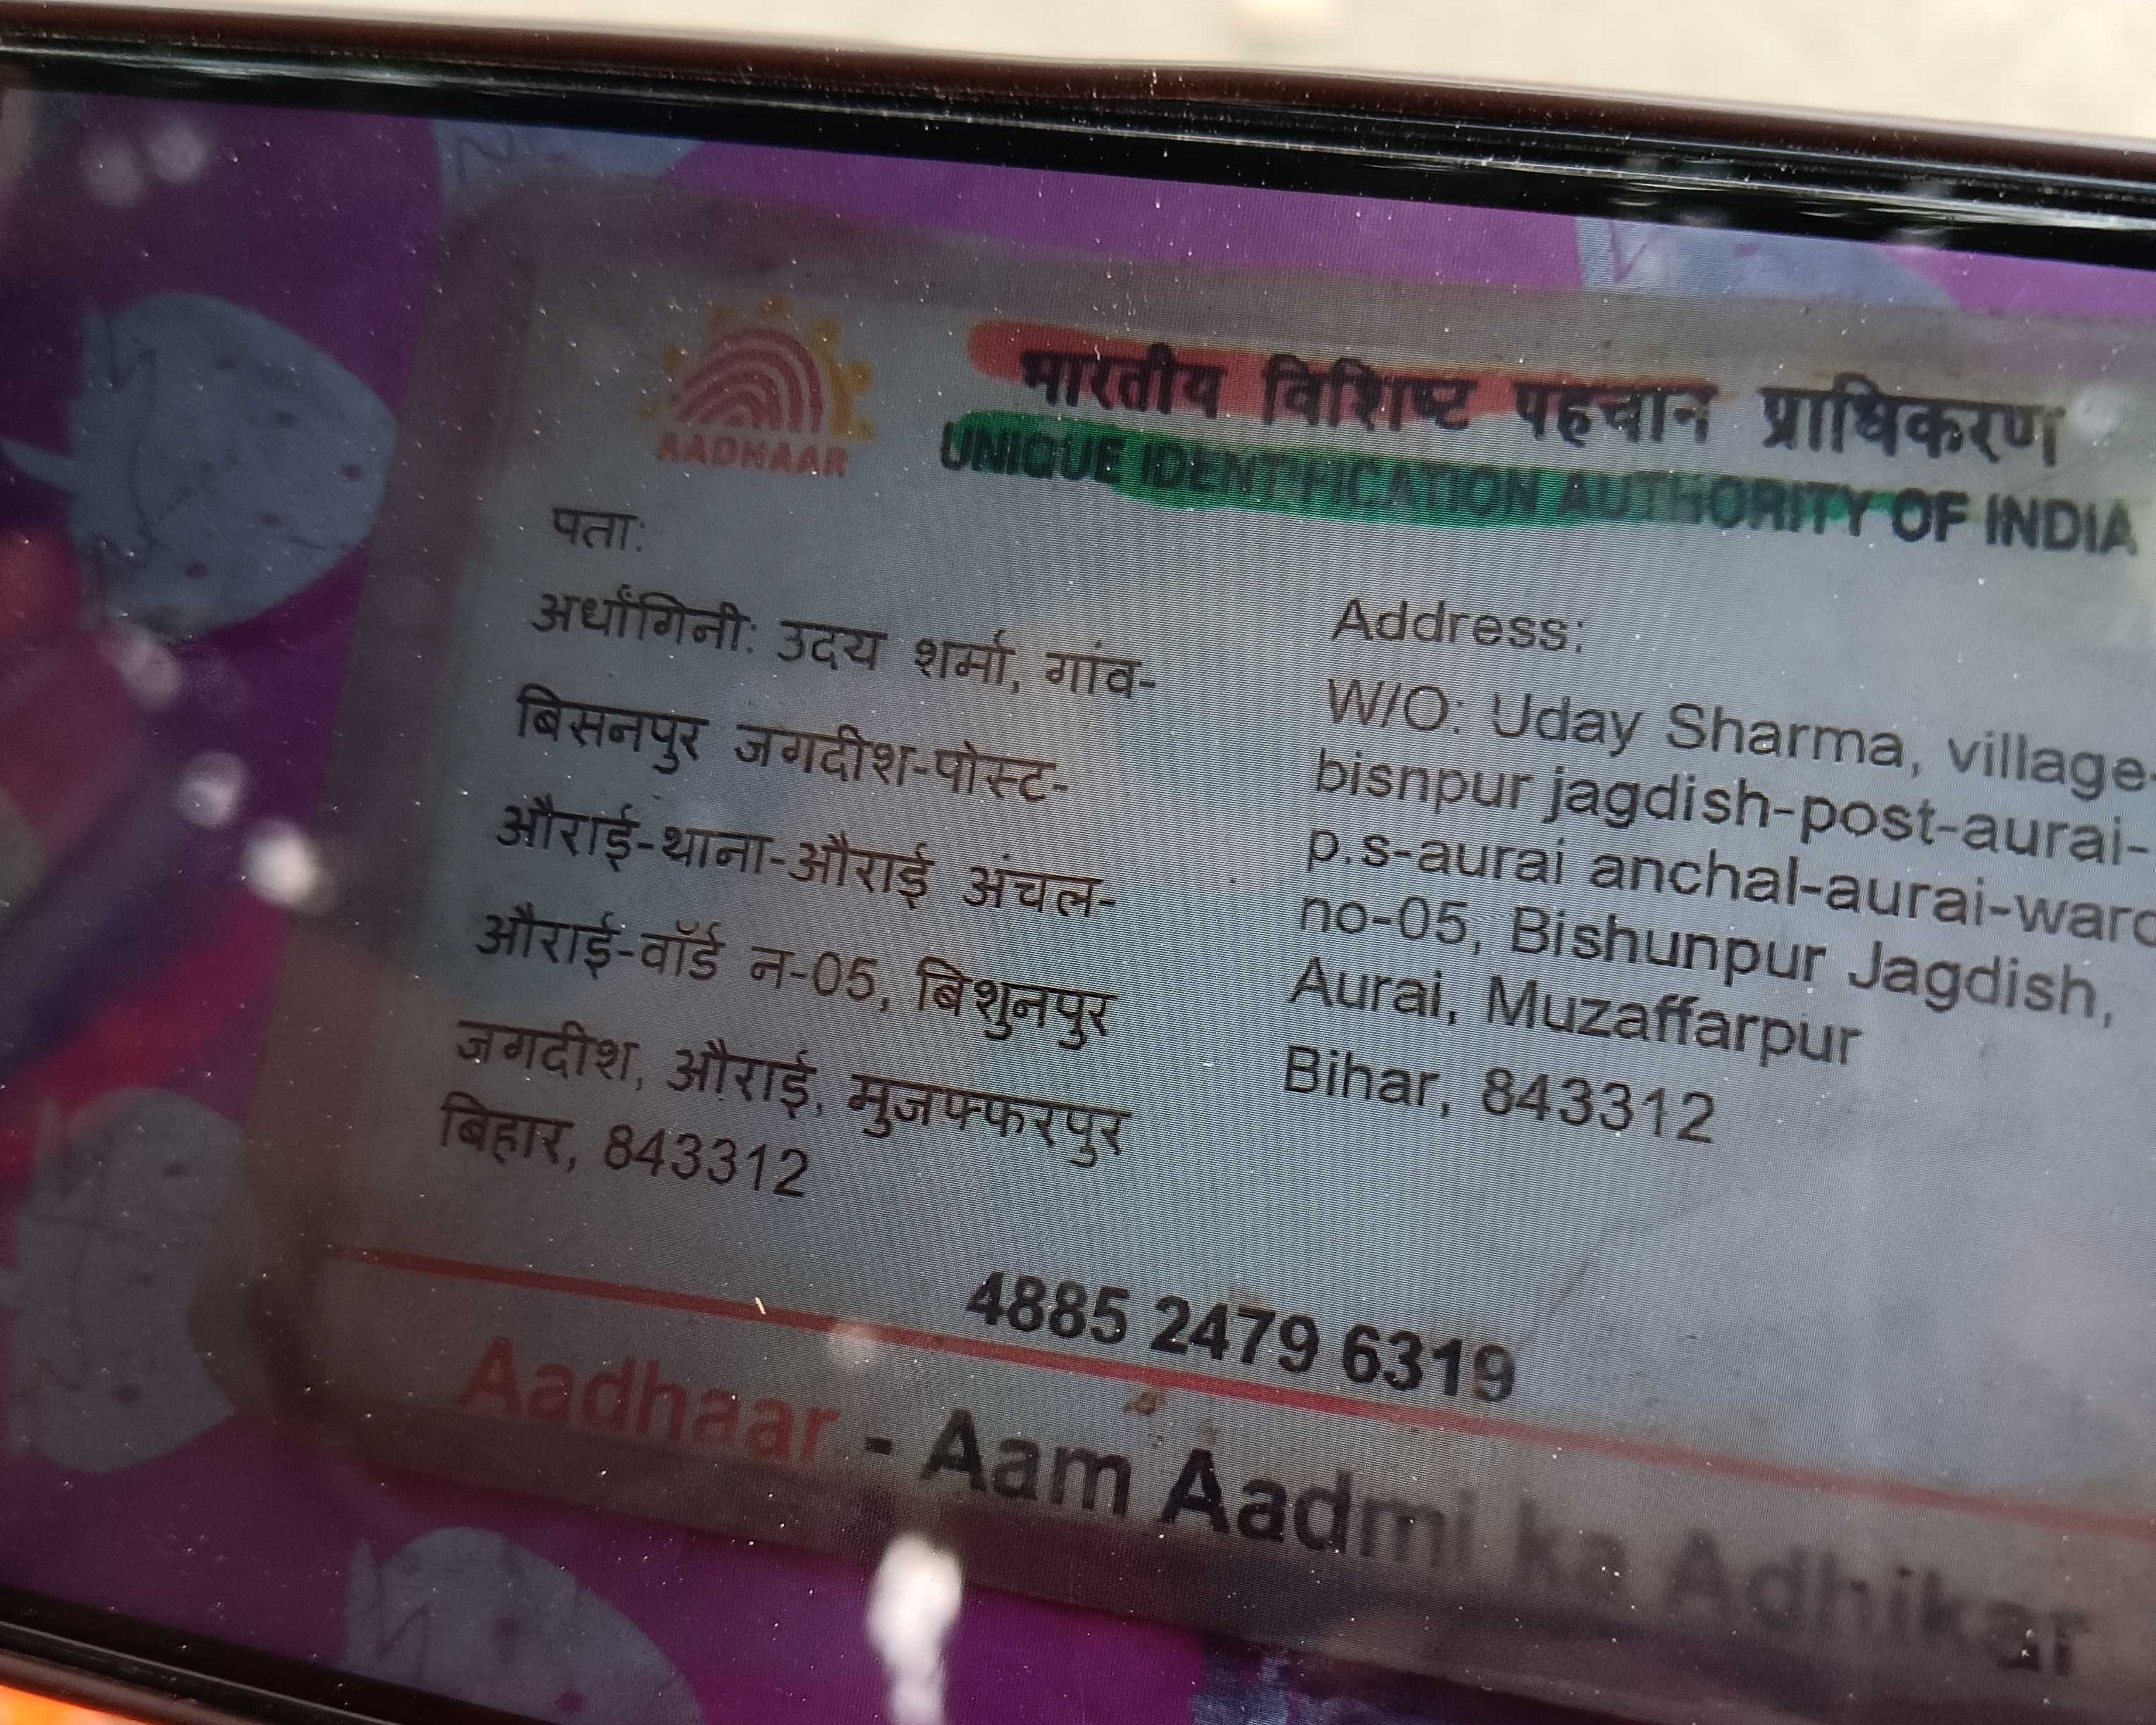 AADHAAR
भारतीय विशिष्ट पहचान प्राधिकरण
UNIQUE IDENTIFICATION AUTHORITY OF INDIA
पता:
अर्धांगिनी: उदय शर्मा, गांव-
बिसनपुर जगदीश-पोस्ट-
औराई-थाना-औराई अंचल-
औराई-वॉर्ड न-05, बिशुनपुर
जगदीश, औराई, मुजफ्फरपुर
बिहार, 843312
Address:
W/O: Uday Sharma, village-
bisnpur jagdish-post-aurai-
p.s-aurai anchal-aurai-ward
no-05, Bishunpur Jagdish,
Aurai, Muzaffarpur
Bihar, 843312
4885 2479 6319
Aadhaar - Aam Aadmi ka Adhikar